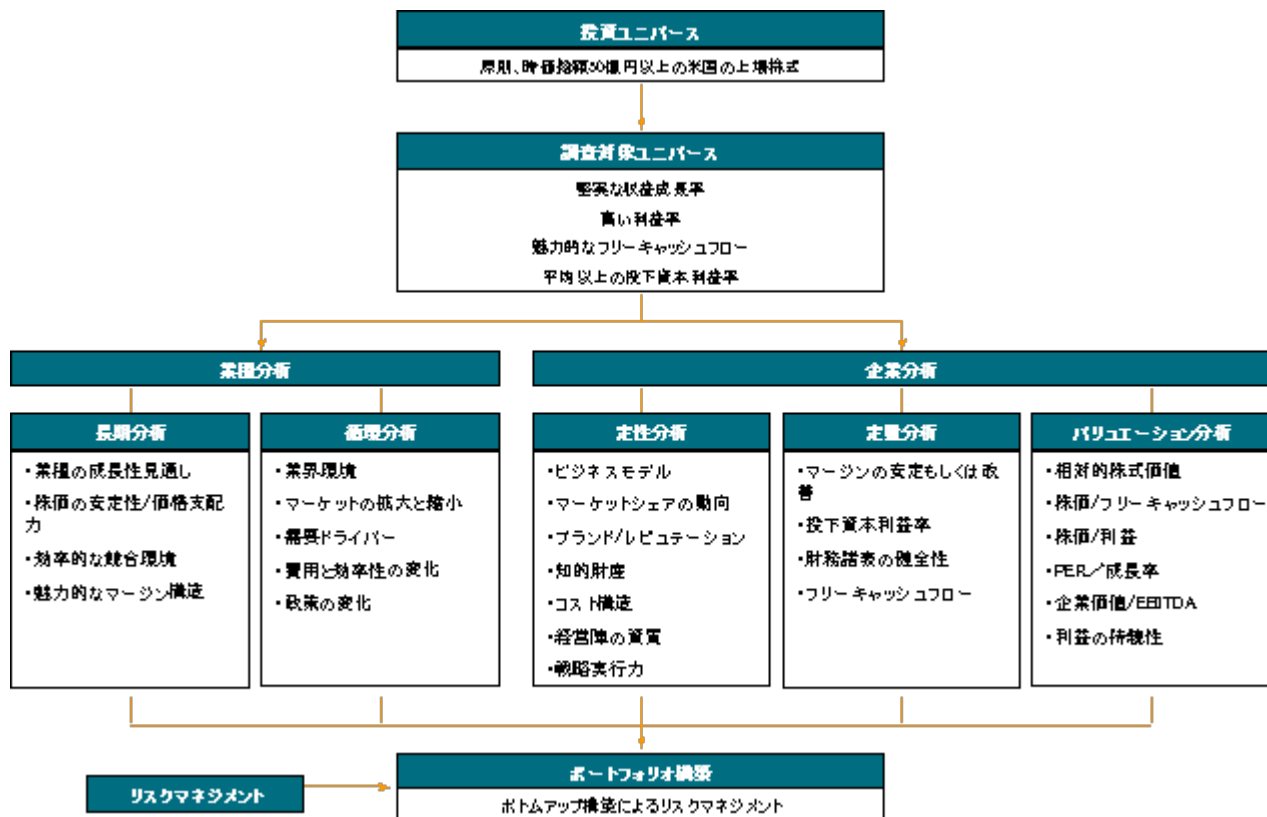 投資ユニバース
原則、時価総額50億円以上の米国の上場株式
調査対象ユニバース
堅実な収益成長率
高い利益率
魅力的なフリーキャッシュフロー
平均以上の投下資本利益率
業種分析
企業分析
長期分析
・業種の成長性見通し
・株価の安定性/価格支配
力
・効率的な競合環境
・魅力的なマージン構造
循環分析
・業界環境
・マーケットの拡大と縮小
・需要ドライバー
・費用と効率性の変化
・政策の変化
定性分析
・ビジネスモデル
・マーケットシェアの動向
・ブランド/レピュテーション
・知的財産
・コスト構造
・経営陣の資質
・戦略実行力
定量分析
・マージンの安定もしくは改
善
・投下資本利益率
・財務諸表の健全性
・フリーキャッシュフロー
バリュエーション分析
・相対的株式価値
・株価/フリーキャッシュフロー
・株価/利益
・PER/成長率
・企業価値/EBITDA
・利益の持続性
リスクマネジメント
ポートフォリオ構築
ボトムアップ構築によるリスクマネジメント